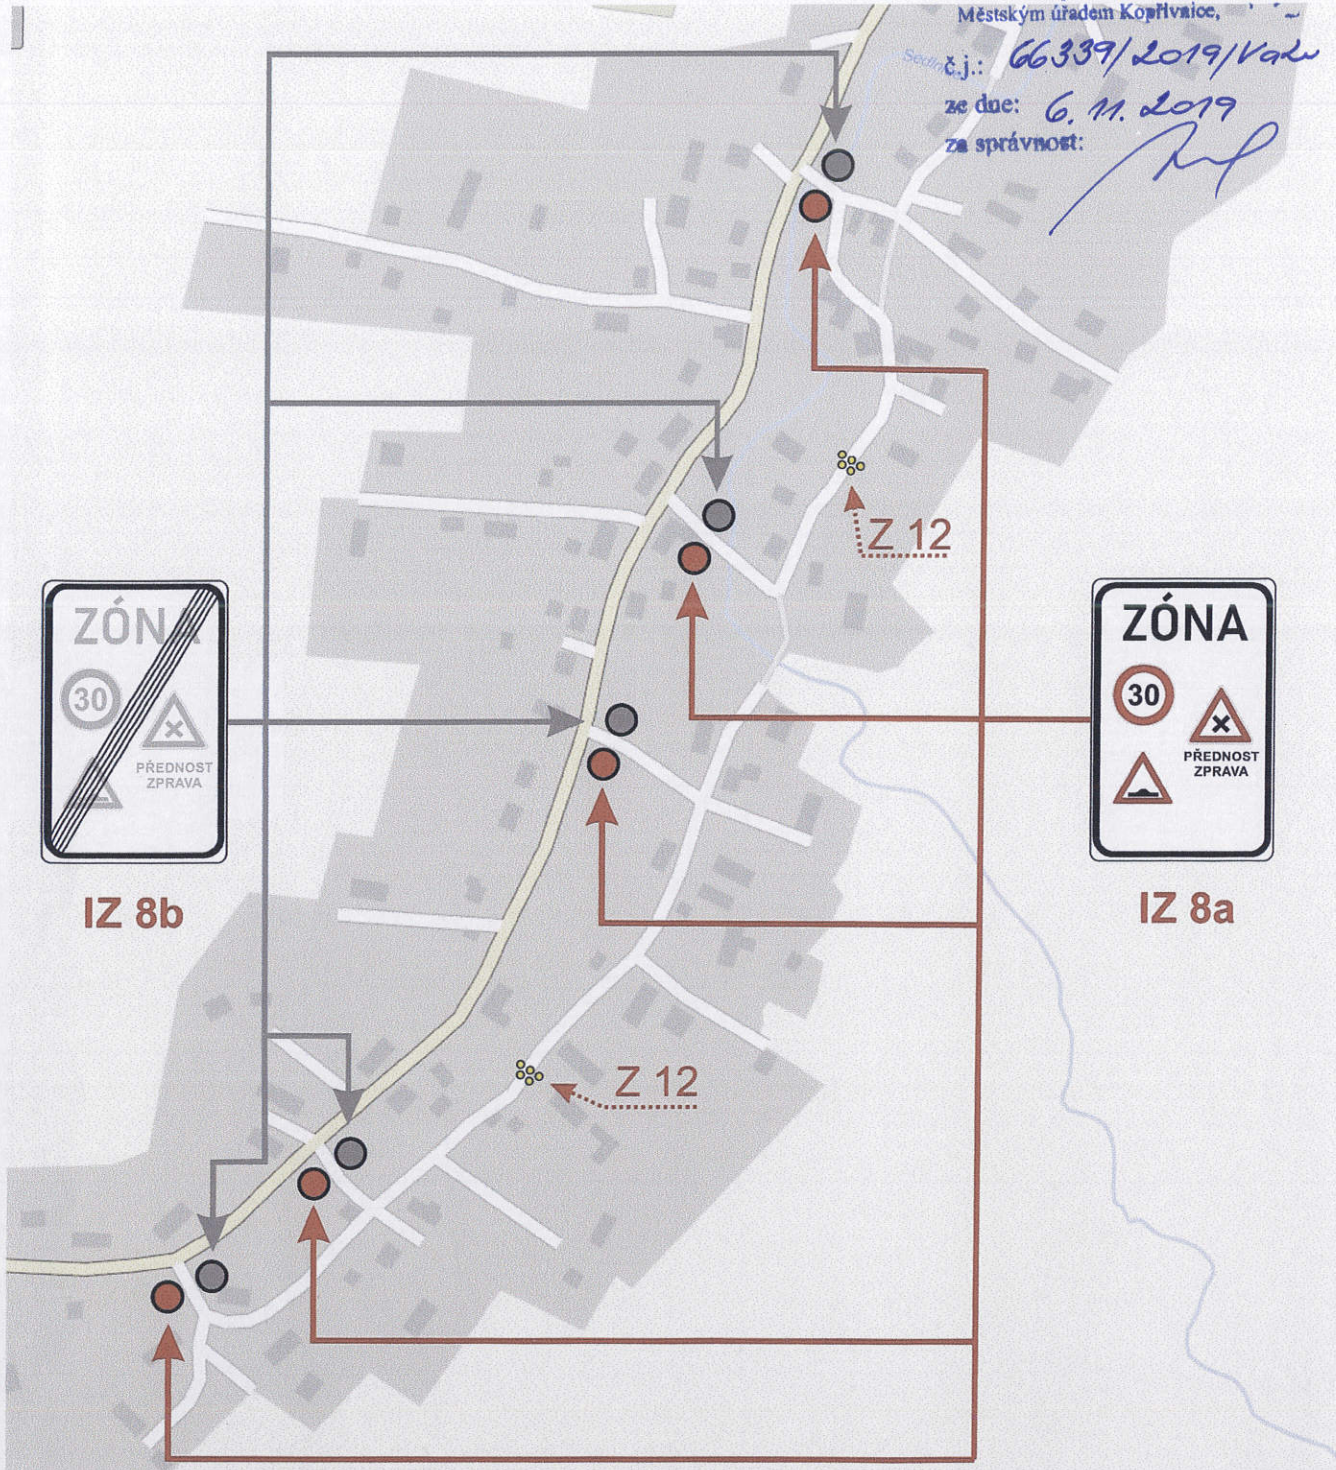 Městským úřadem Kopřivnice,
č.j.: 66339/2019/VaLu
ze dne: 6. 11. 2019
za správnost:
Z 12
ZÓNA
30
PŘEDNOST
ZPRAVA
IZ 8b
ZÓNA
30
PŘEDNOST
ZPRAVA
IZ 8a
Z 12